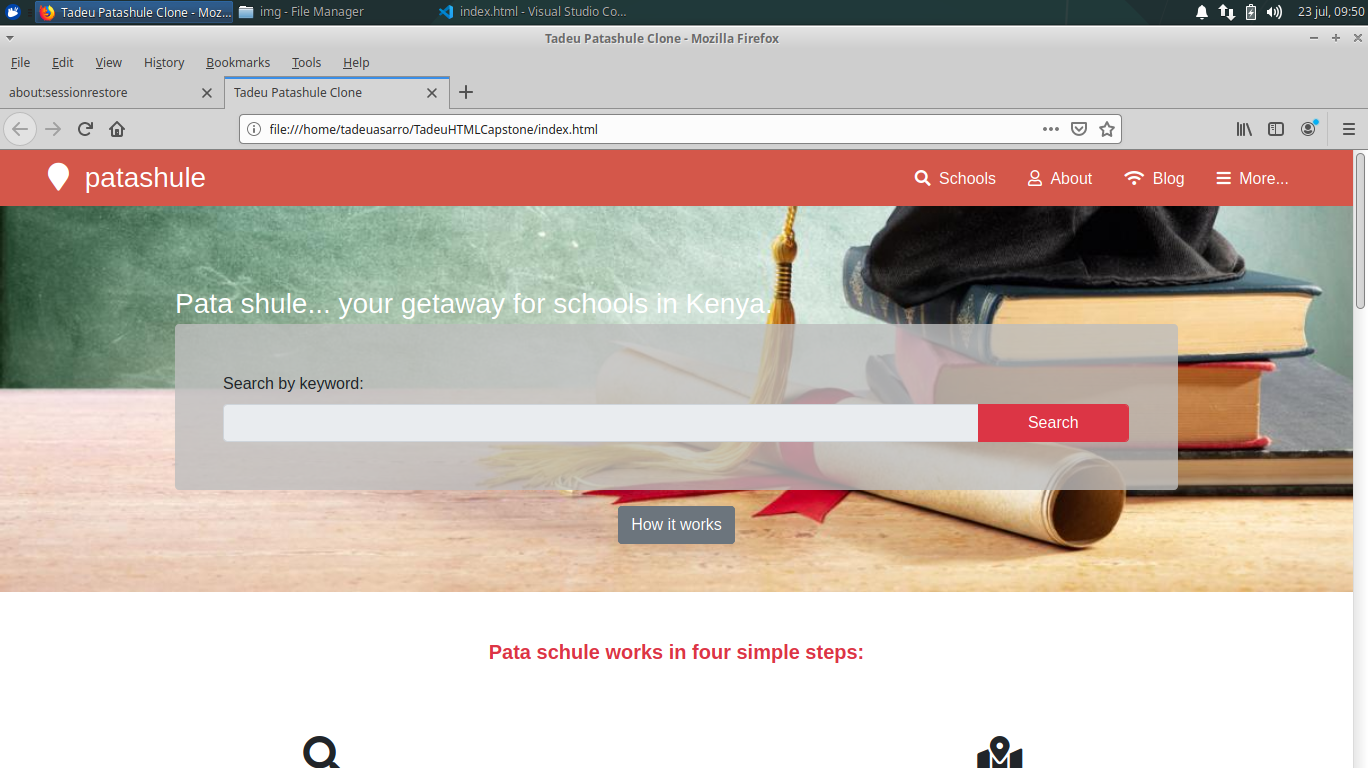 Tadeu Patashule Clone - Moz...
img - File Manager
index.html - Visual Studio Co...
23 jul, 09:50
Tadeu Patashule Clone - Mozilla Firefox
File Edit View History Bookmarks Tools Help
about:sessionrestore
Tadeu Patashule Clone
file:///home/tadeuasarro/TadeuHTMLCapstone/index.html
patashule
Schools About Blog More...
Pata shule... your getaway for schools in Kenya.
Search by keyword:
Search
How it works
Pata schule works in four simple steps: